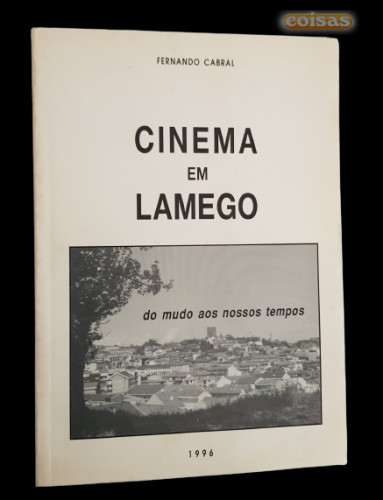 coisas
FERNANDO CABRAL
CINEMA
EM
LAMEGO
do mudo aos nossos tempos
1996